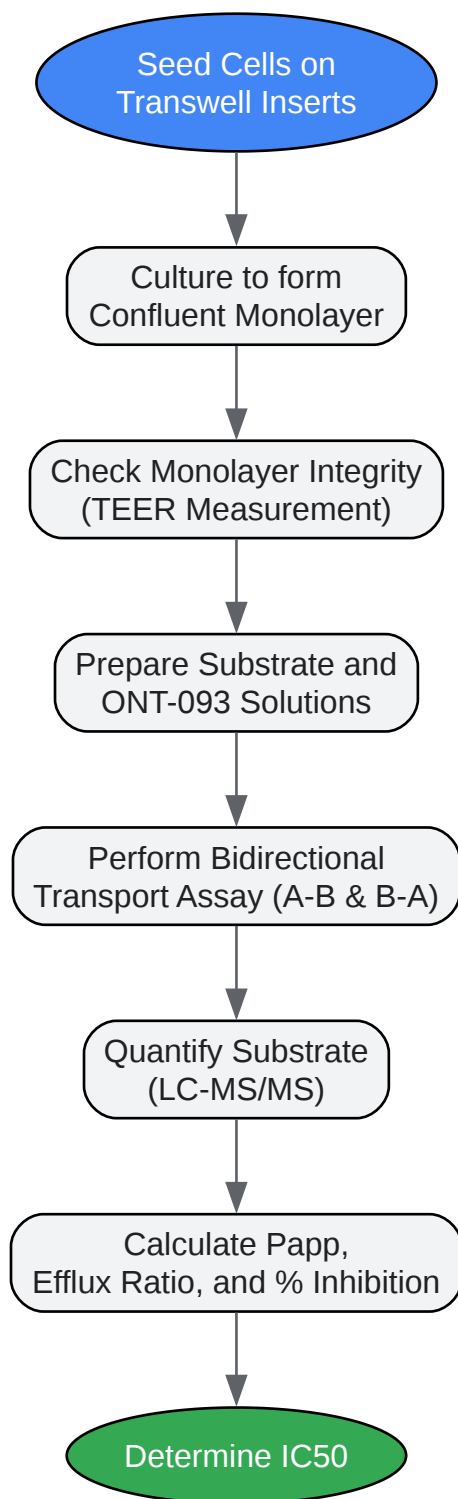 Seed Cells on
Transwell Inserts
Culture to form
Confluent Monolayer
Check Monolayer Integrity
(TEER Measurement)
Prepare Substrate and
ONT-093 Solutions
Perform Bidirectional
Transport Assay (A-B & B-A)
Quantify Substrate
(LC-MS/MS)
Calculate Papp,
Efflux Ratio, and % Inhibition
Determine IC50